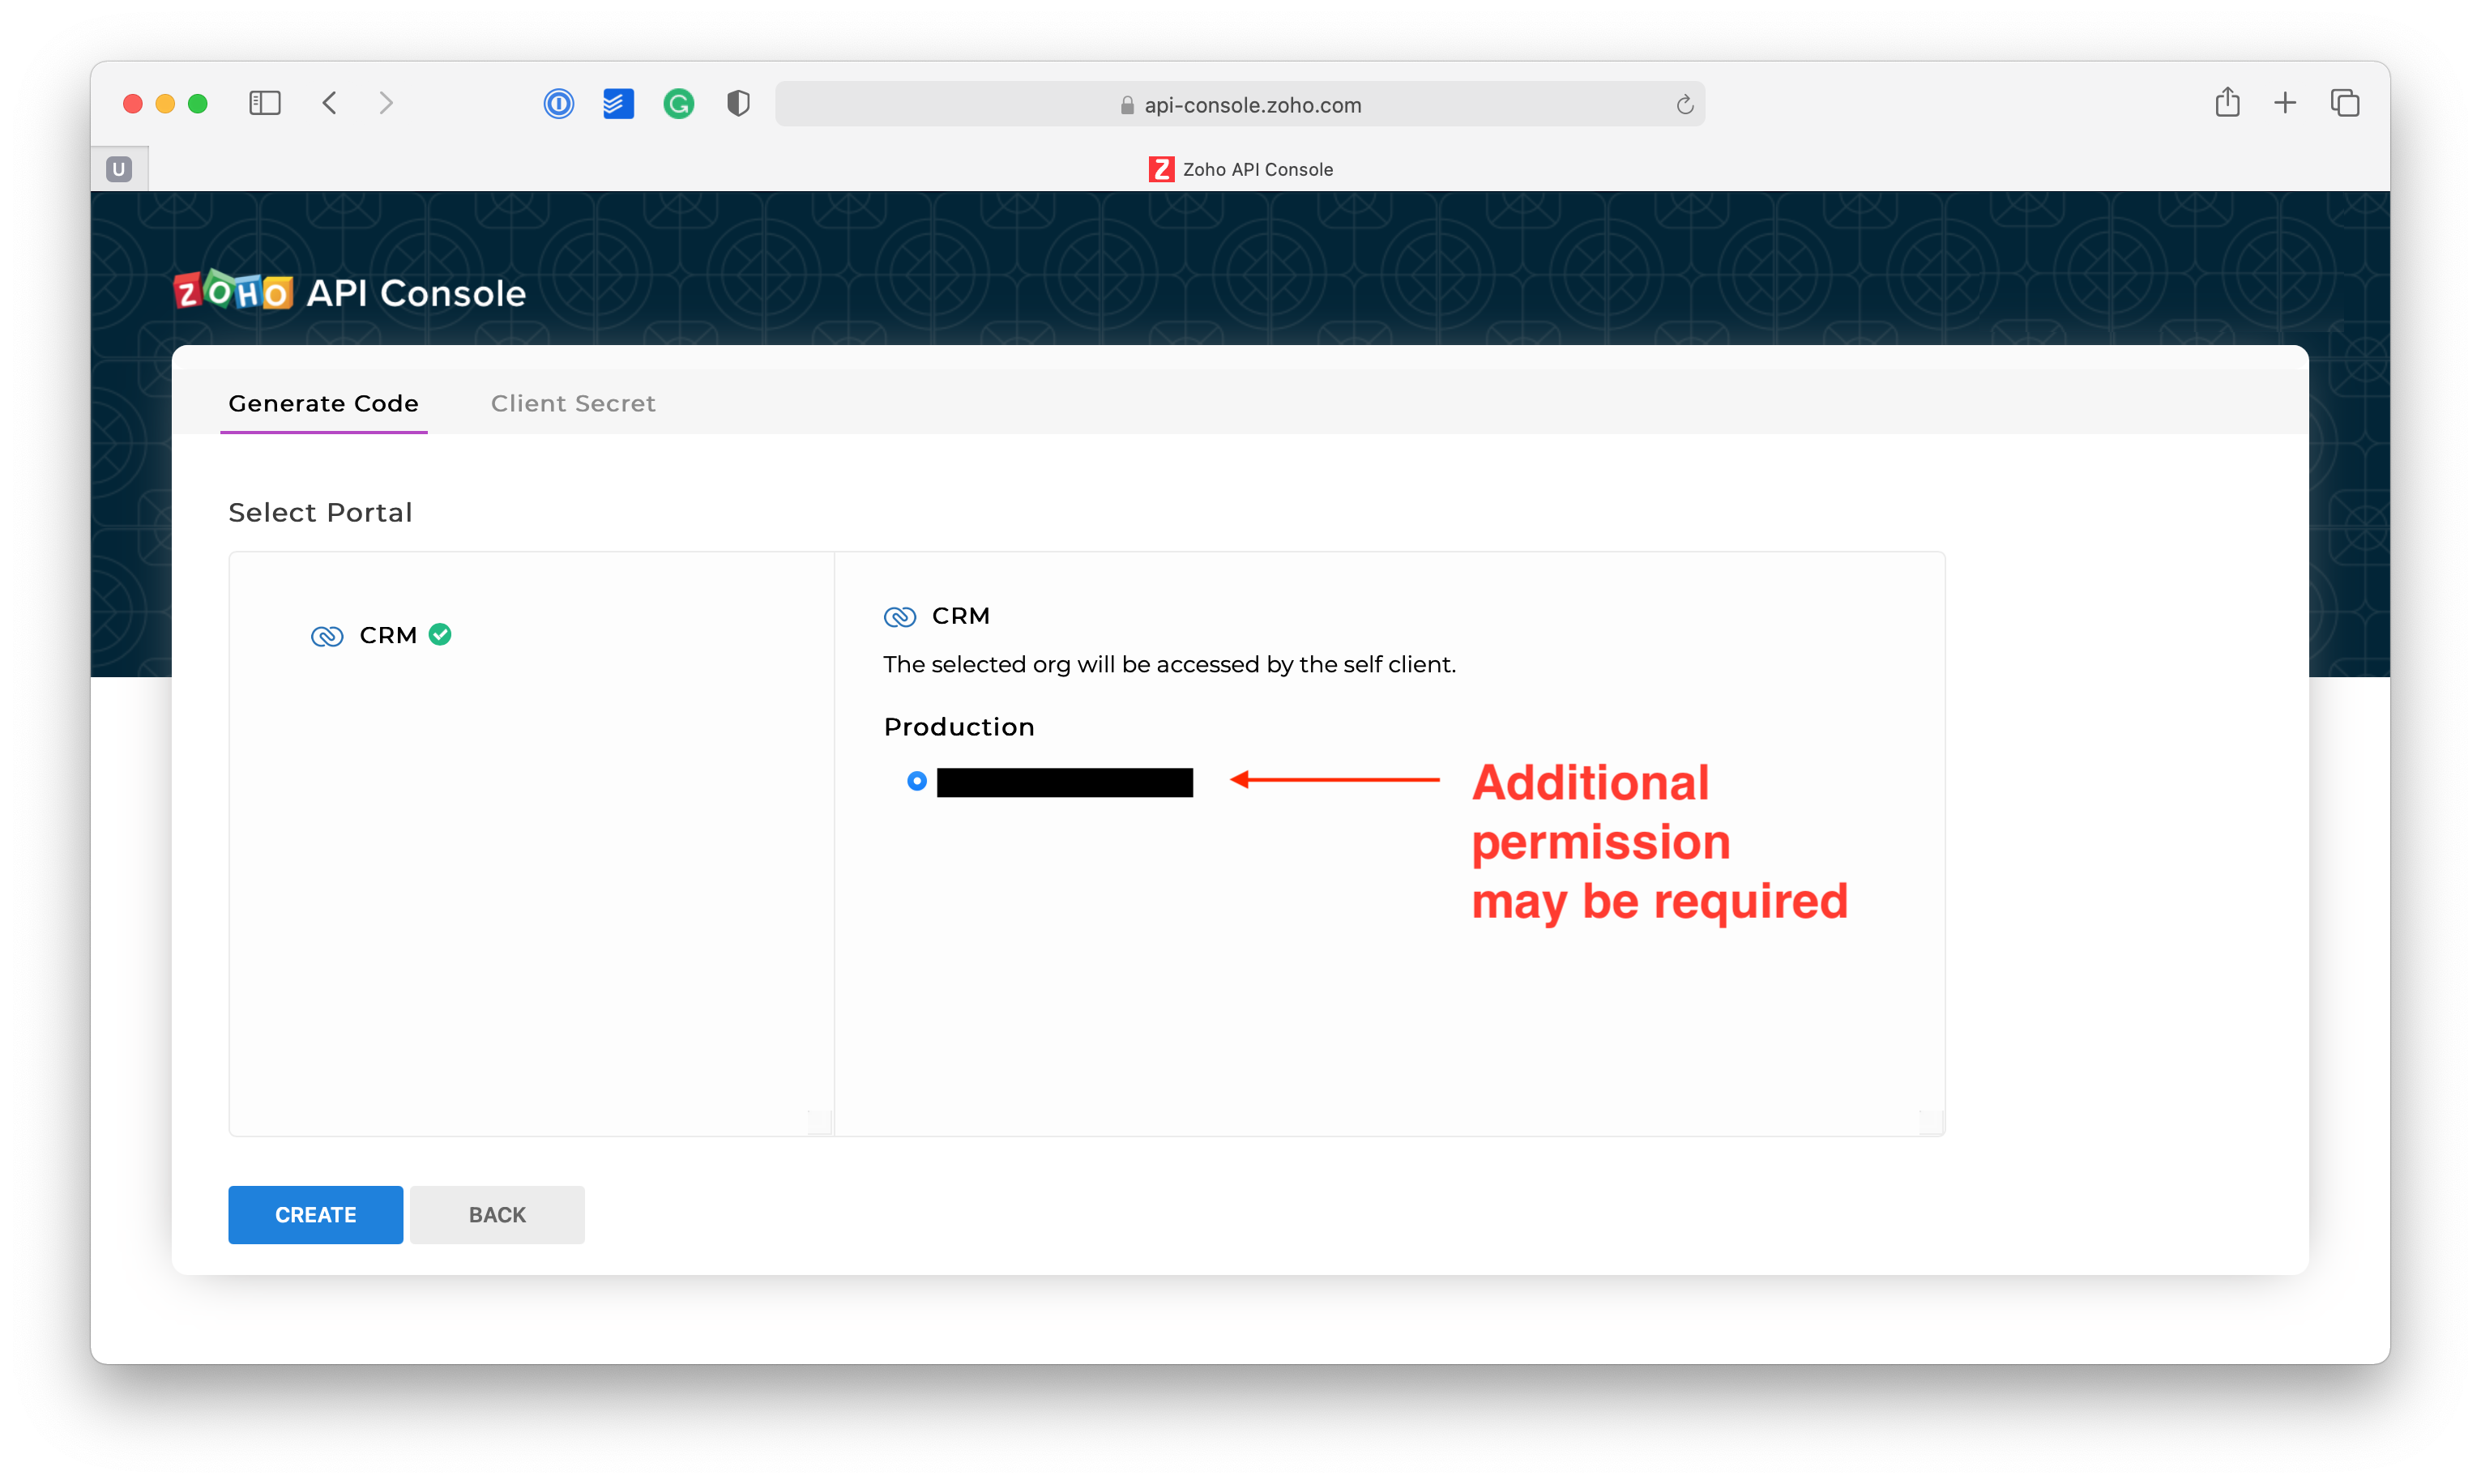 api-console.zoho.com
U
Z Zoho API Console
ZOHO API Console
Generate Code Client Secret
Select Portal
CRM
CRM
The selected org will be accessed by the self client.
Production
Additional
permission
may be required
CREATE BACK